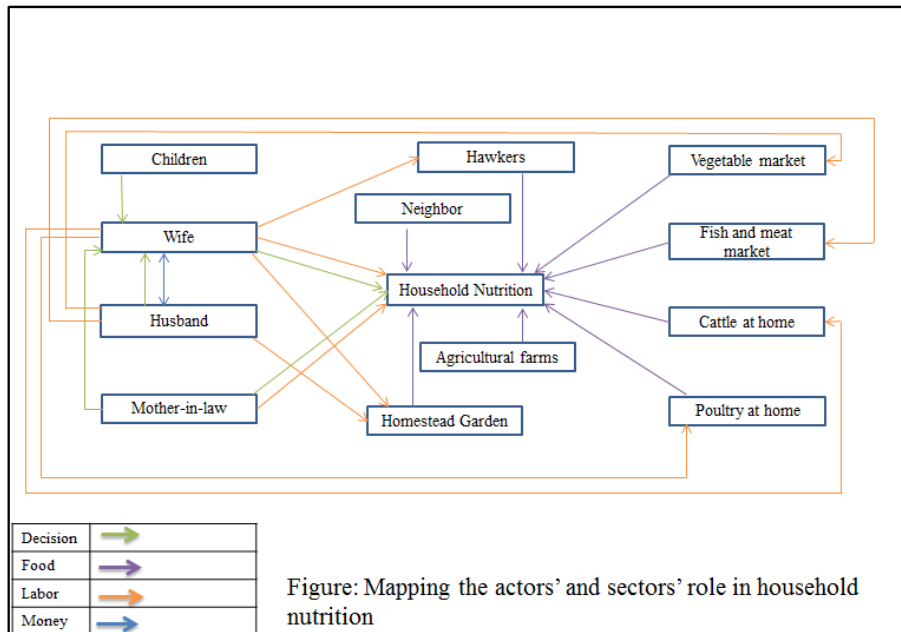 Children
Hawkers
Vegetable market
Neighbor
Wife
Fish and meat
market
Household Nutrition
Husband
Cattle at home
Agricultural farms
Mother-in-law
Homestead Garden
Poultry at home
Decision
Food
Labor
Money
Figure: Mapping the actors’ and sectors’ role in household
nutrition